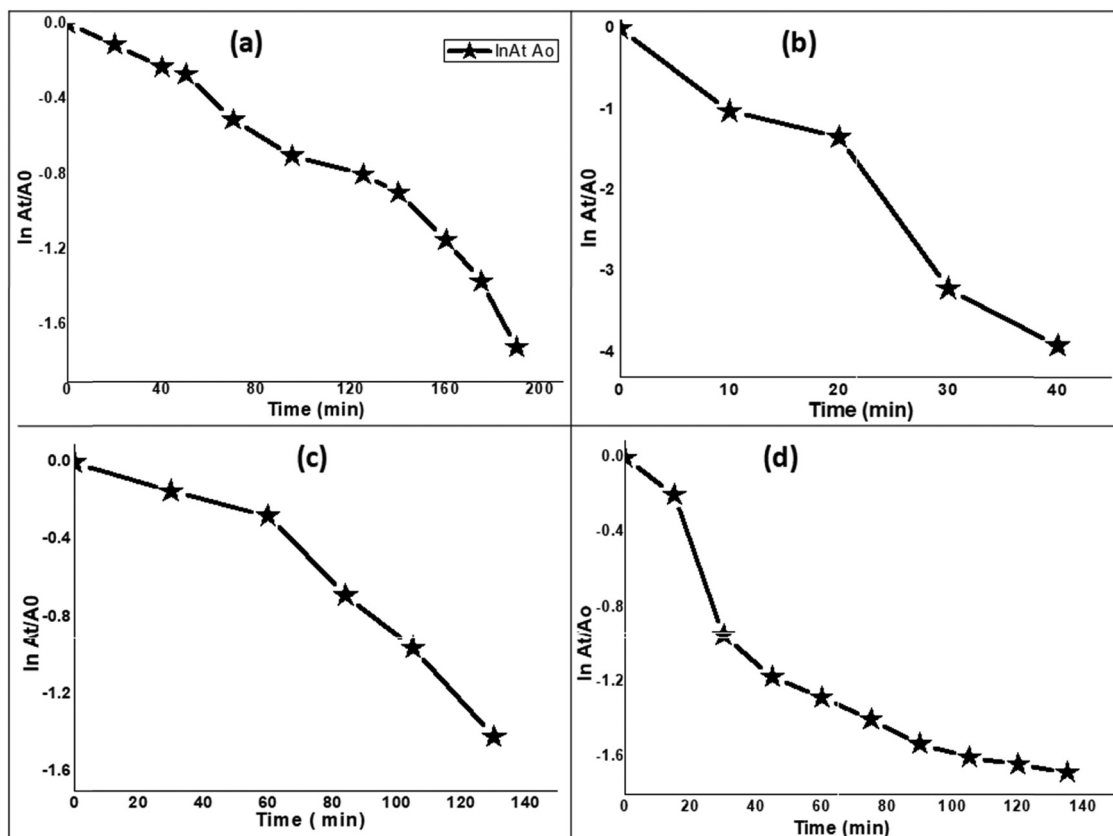 (a)
lnAt Ao
ln At/A0
0.0
-0.4
-0.8
-1.2
-1.6
0 40 80 120 160 200
Time (min)
(b)
ln At/A0
0
-1
-2
-3
-4
0 10 20 30 40
Time (min)
(c)
ln At/A0
0.0
-0.4
-0.8
-1.2
-1.6
0 20 40 60 80 100 120 140
Time ( min)
(d)
ln At/Ao
0.0
-0.4
-0.8
-1.2
-1.6
0 20 40 60 80 100 120 140
Time (min)